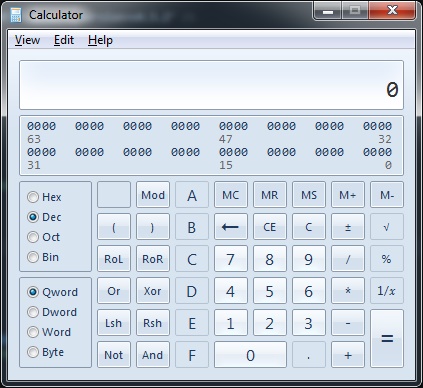 Calculator
View Edit Help
0
0000 0000 0000 0000 0000 0000 0000 0000
63 47 32
0000 0000 0000 0000 0000 0000 0000 0000
31 15 0
Hex Mod A MC MR MS M+ M-
Dec ( ) B ← CE C ± √
Oct RoL RoR C 7 8 9 / %
Bin
Qword Or Xor D 4 5 6 * 1/x
Dword Lsh Rsh E 1 2 3 - =
Word
Byte Not And F 0 . +